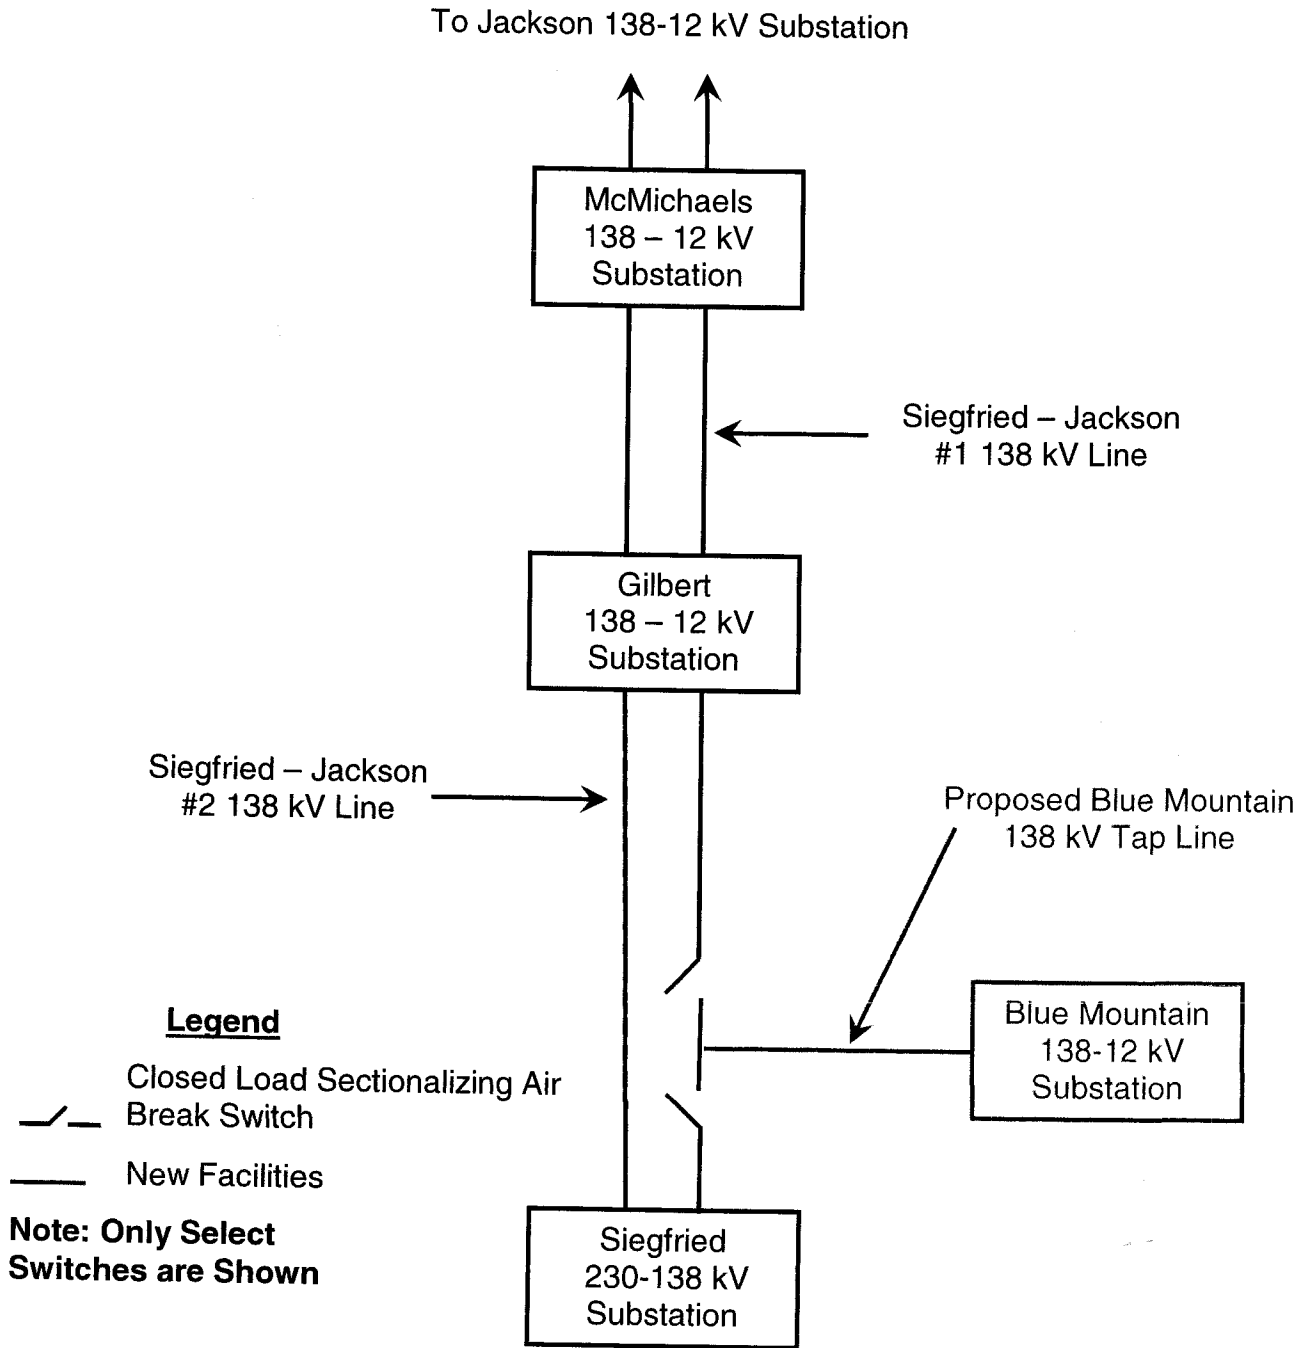 To Jackson 138-12 kV Substation
McMichaels
138 – 12 kV
Substation
Siegfried – Jackson
#1 138 kV Line
Gilbert
138 – 12 kV
Substation
Siegfried – Jackson
#2 138 kV Line
Proposed Blue Mountain
138 kV Tap Line
Blue Mountain
138-12 kV
Substation
Legend
Closed Load Sectionalizing Air
Break Switch
New Facilities
Note: Only Select
Switches are Shown
Siegfried
230-138 kV
Substation